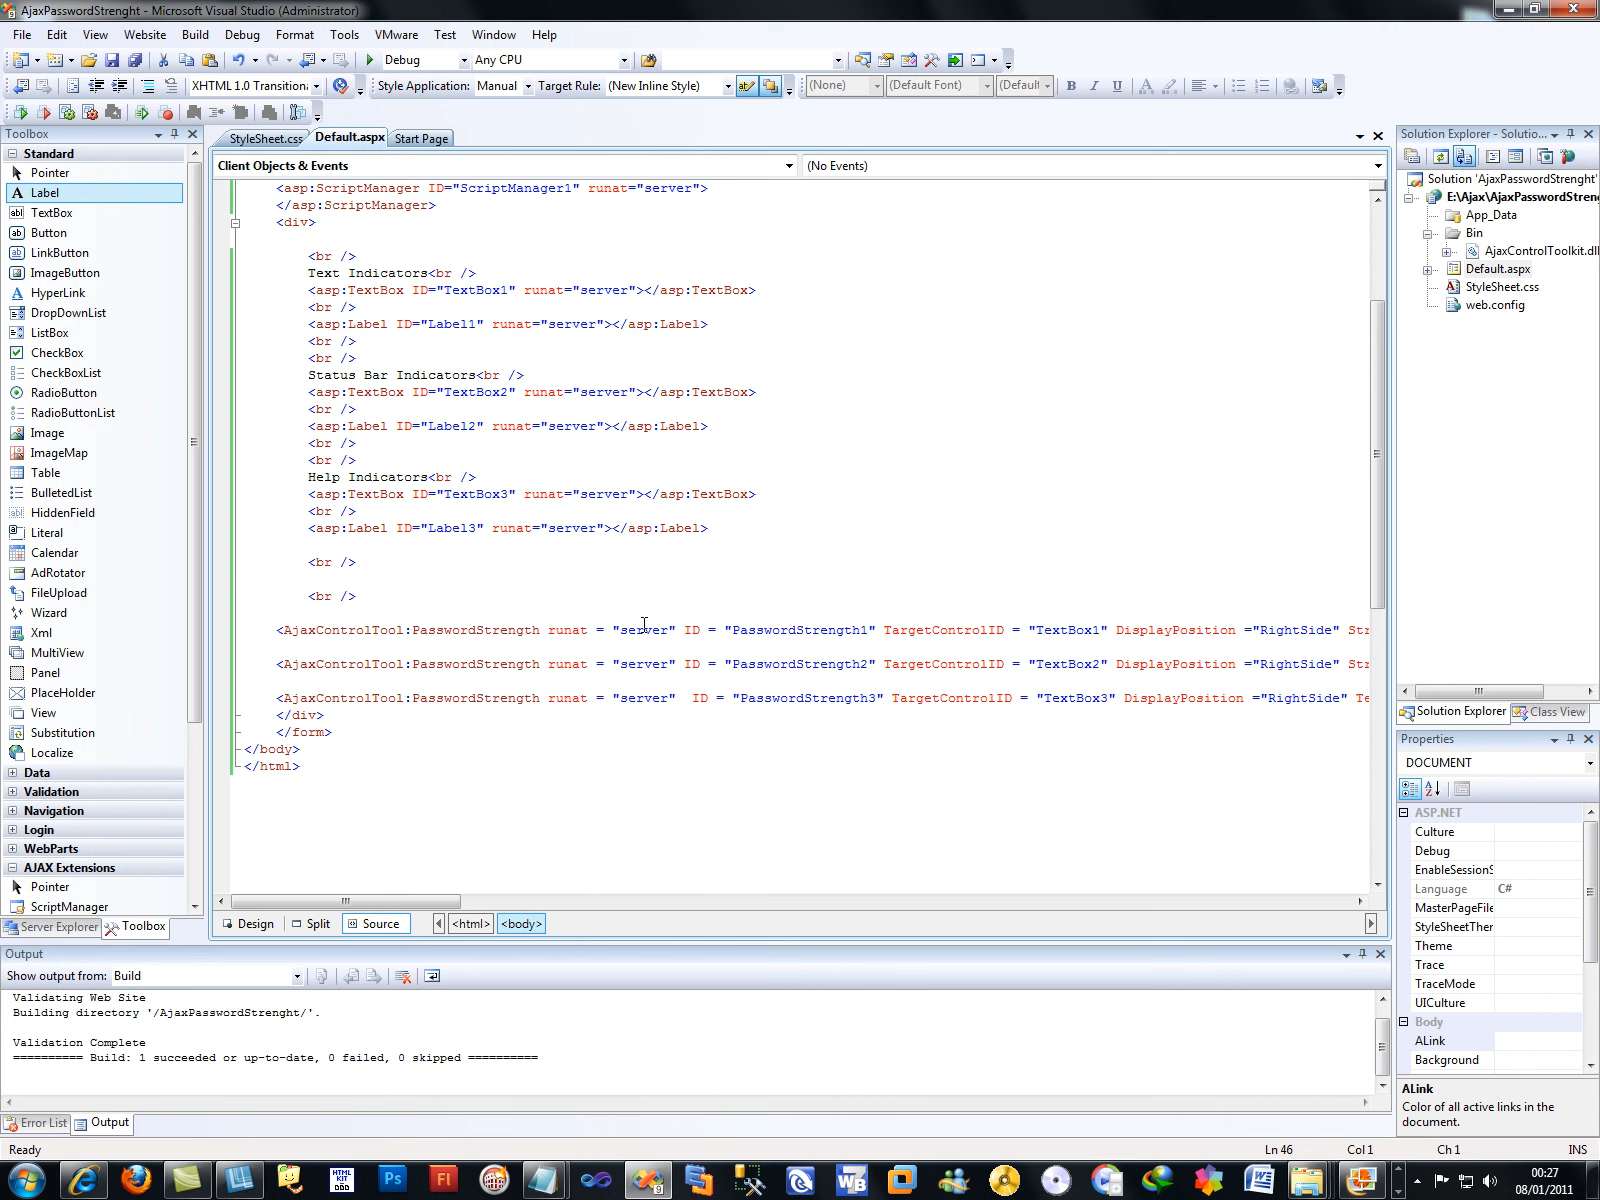 AjaxPasswordStrenght - Microsoft Visual Studio (Administrator)
File Edit View Website Build Debug Format Tools VMware Test Window Help
Debug Any CPU
XHTML 1.0 Transition Style Application: Manual Target Rule: (New Inline Style) (None) (Default Font) (Default B I U A
Toolbox
Standard
Pointer
Label
TextBox
Button
LinkButton
ImageButton
HyperLink
DropDownList
ListBox
CheckBox
CheckBoxList
RadioButton
RadioButtonList
Image
ImageMap
Table
BulletedList
HiddenField
Literal
Calendar
AdRotator
FileUpload
Wizard
Xml
MultiView
Panel
PlaceHolder
View
Substitution
Localize
Data
Validation
Navigation
Login
WebParts
AJAX Extensions
Pointer
ScriptManager
Server Explorer Toolbox
StyleSheet.css Default.aspx Start Page
Client Objects & Events (No Events)
<asp:ScriptManager ID="ScriptManager1" runat="server">
</asp:ScriptManager>
<div>
<br />
Text Indicators<br />
<asp:TextBox ID="TextBox1" runat="server"></asp:TextBox>
<br />
<asp:Label ID="Label1" runat="server"></asp:Label>
<br />
<br />
Status Bar Indicators<br />
<asp:TextBox ID="TextBox2" runat="server"></asp:TextBox>
<br />
<asp:Label ID="Label2" runat="server"></asp:Label>
<br />
<br />
Help Indicators<br />
<asp:TextBox ID="TextBox3" runat="server"></asp:TextBox>
<br />
<asp:Label ID="Label3" runat="server"></asp:Label>
<br />
<br />
<AjaxControlTool:PasswordStrength runat = "server" ID = "PasswordStrength1" TargetControlID = "TextBox1" DisplayPosition ="RightSide" Str
<AjaxControlTool:PasswordStrength runat = "server" ID = "PasswordStrength2" TargetControlID = "TextBox2" DisplayPosition ="RightSide" Str
<AjaxControlTool:PasswordStrength runat = "server" ID = "PasswordStrength3" TargetControlID = "TextBox3" DisplayPosition ="RightSide" Te
</div>
</form>
</body>
</html>
Design Split Source <html> <body>
Output
Show output from: Build
Validating Web Site
Building directory '/AjaxPasswordStrenght/'.
Validation Complete
========== Build: 1 succeeded or up-to-date, 0 failed, 0 skipped ==========
Error List Output
Solution Explorer - Solutio...
Solution 'AjaxPasswordStrenght'
E:\Ajax\AjaxPasswordStreng
App_Data
Bin
AjaxControlToolkit.dll
Default.aspx
StyleSheet.css
web.config
Solution Explorer Class View
Properties
DOCUMENT
ASP.NET
Culture
Debug
EnableSessionS
Language C#
MasterPageFile
StyleSheetTher
Theme
Trace
TraceMode
UICulture
Body
ALink
Background
ALink
Color of all active links in the
document.
Ready Ln 46 Col 1 Ch 1 INS
HTML KIT Ps Fl 9 WB W 00:27
08/01/2011